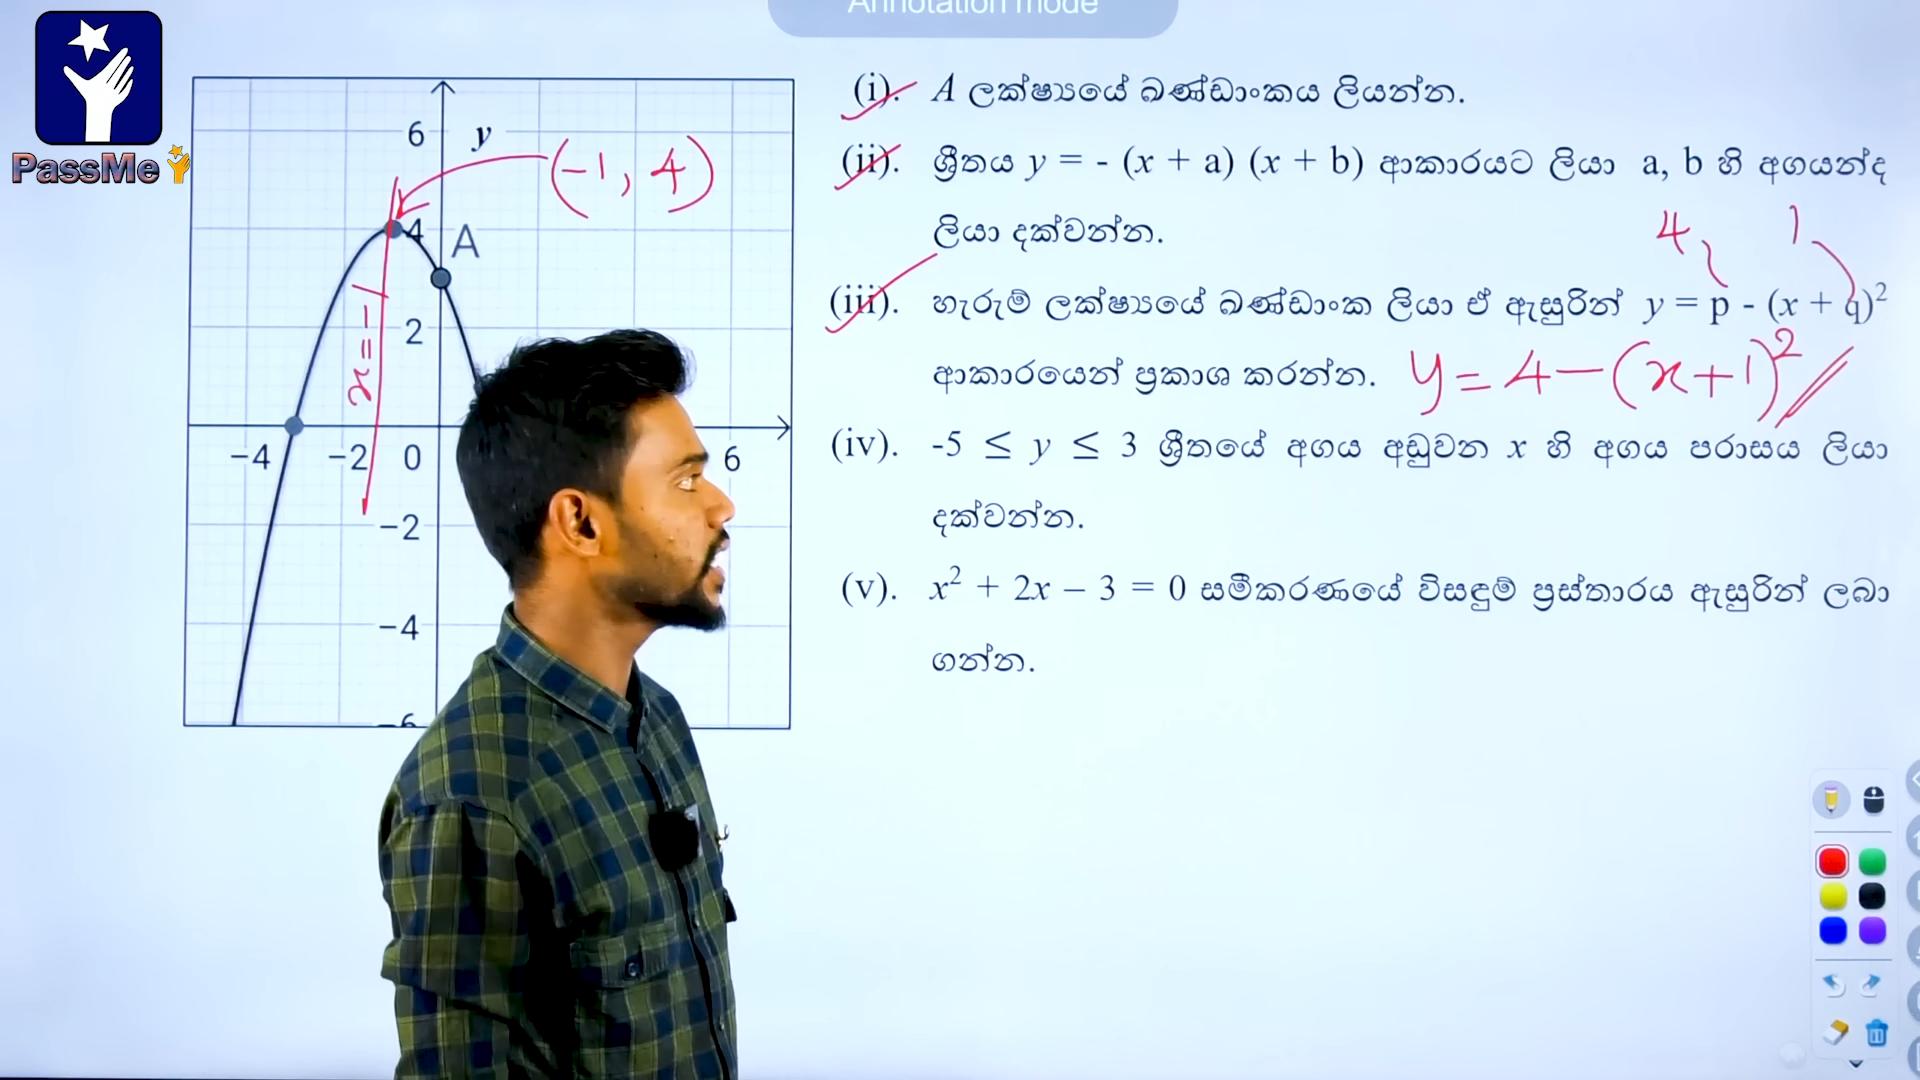 Annotation mode
PassMe
6
y
(-1, 4)
4
A
2
x=-1
-4
-2
0
6
-2
-4
-6
(i). A ලක්ෂ්‍යයේ ඛණ්ඩාංකය ලියන්න.
(ii). ශ්‍රිතය y = - (x + a) (x + b) ආකාරයට ලියා a, b හි අගයන්ද
ලියා දක්වන්න.
4
1
(iii). හැරුම් ලක්ෂ්‍යයේ ඛණ්ඩාංක ලියා ඒ ඇසුරින් y = p - (x + q)²
ආකාරයෙන් ප්‍රකාශ කරන්න. y = 4 - (x+1)²
(iv). -5 ≤ y ≤ 3 ශ්‍රිතයේ අගය අඩුවන x හි අගය පරාසය ලියා
දක්වන්න.
(v). x² + 2x – 3 = 0 සමීකරණයේ විසඳුම් ප්‍රස්තාරය ඇසුරින් ලබා
ගන්න.